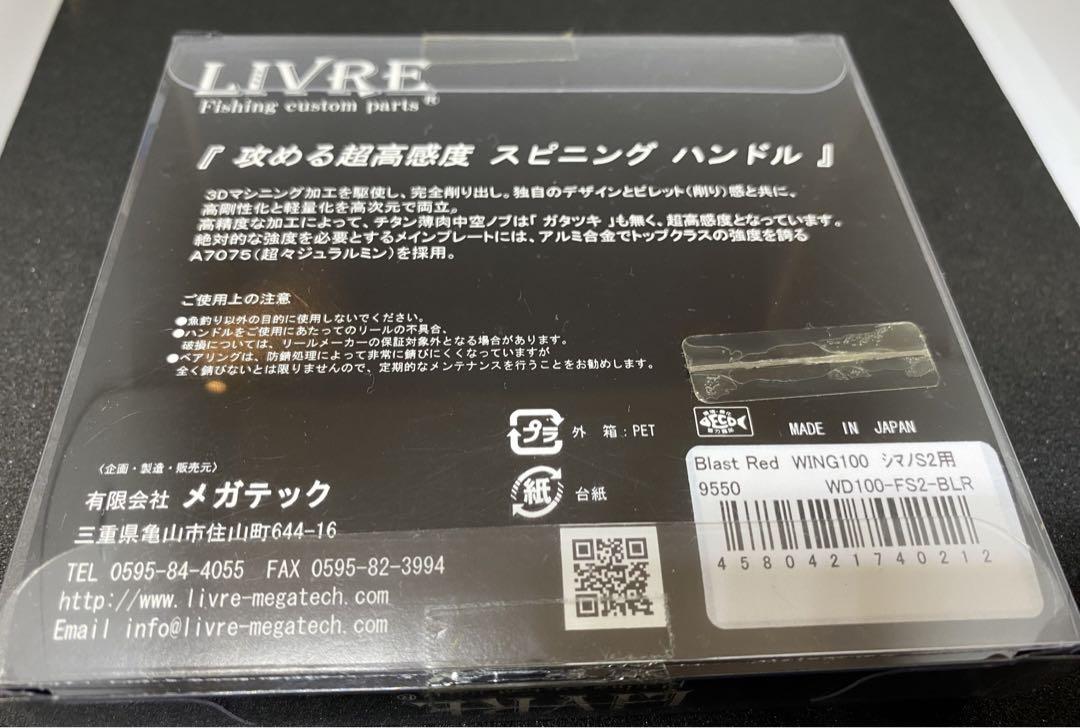 LIVRE
Fishing custom parts®
『 攻める超高感度 スピニング ハンドル 』
3Dマシニング加工を駆使し、完全削り出し。独自のデザインとビレット(削り)感と共に。
高剛性化と軽量化を高次元で両立。
高精度な加工によって、チタン薄肉中空ノブは「 ガタツキ 」も無く、超高感度となっています。
絶対的な強度を必要とするメインプレートには、アルミ合金でトップクラスの強度を誇る
A7075(超々ジュラルミン)を採用。
ご使用上の注意
●魚釣り以外の目的に使用しないでください。
●ハンドルをご使用にあたってのリールの不具合、
破損については、リールメーカーの保証対象外となる場合があります。
●ベアリングは、防錆処理によって非常に錆びにくくなっていますが
全く錆びないとは限りませんので、定期的なメンテナンスを行うことをお勧めします。
プラ 外 箱:PET
紙 台紙
ECO
MADE IN JAPAN
Blast Red WING100 シマノS2用
9550 WD100-FS2-BLR
4580421740212
〈企画・製造・販売元〉
有限会社 メガテック
三重県亀山市住山町644-16
TEL 0595-84-4055 FAX 0595-82-3994
http://www.livre-megatech.com
Email info@livre-megatech.com
LIVRE